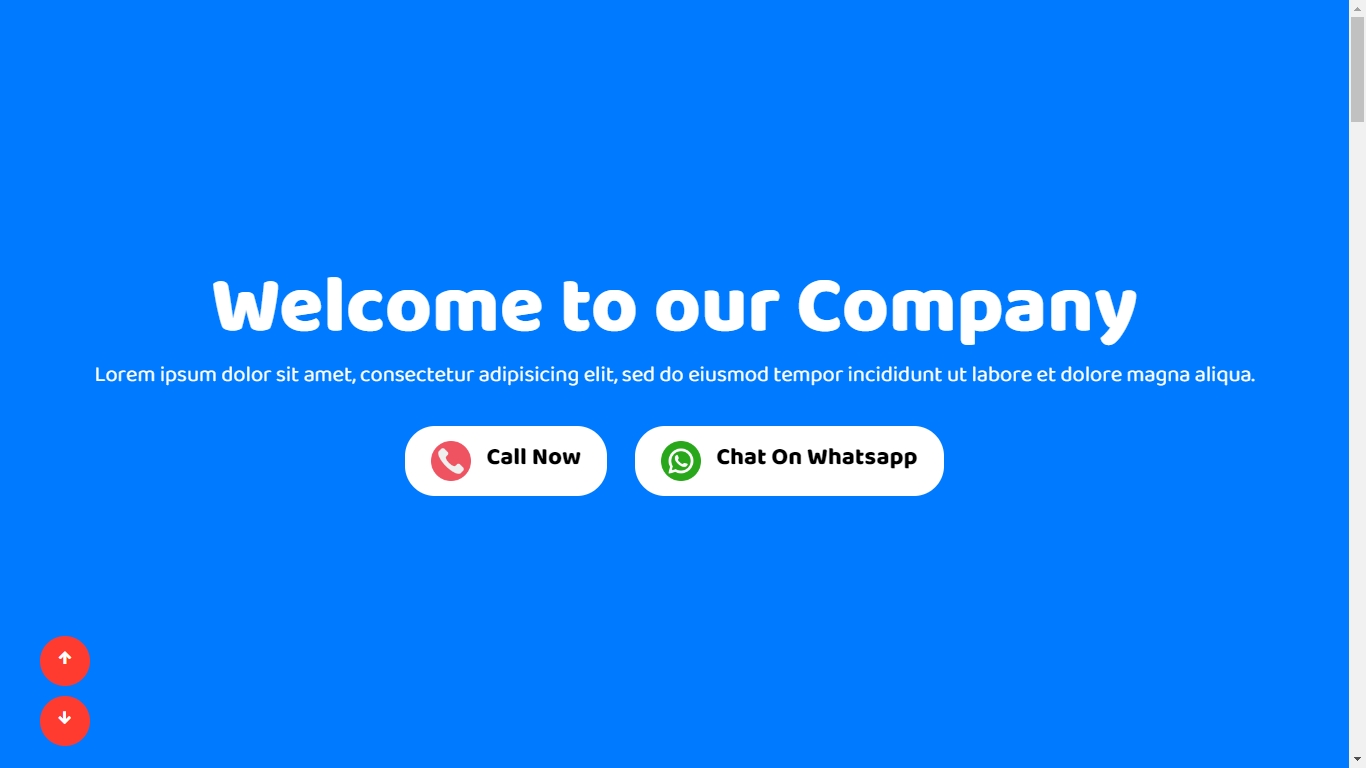 Welcome to our Company
Lorem ipsum dolor sit amet, consectetur adipisicing elit, sed do eiusmod tempor incididunt ut labore et dolore magna aliqua.
Call Now
Chat On Whatsapp